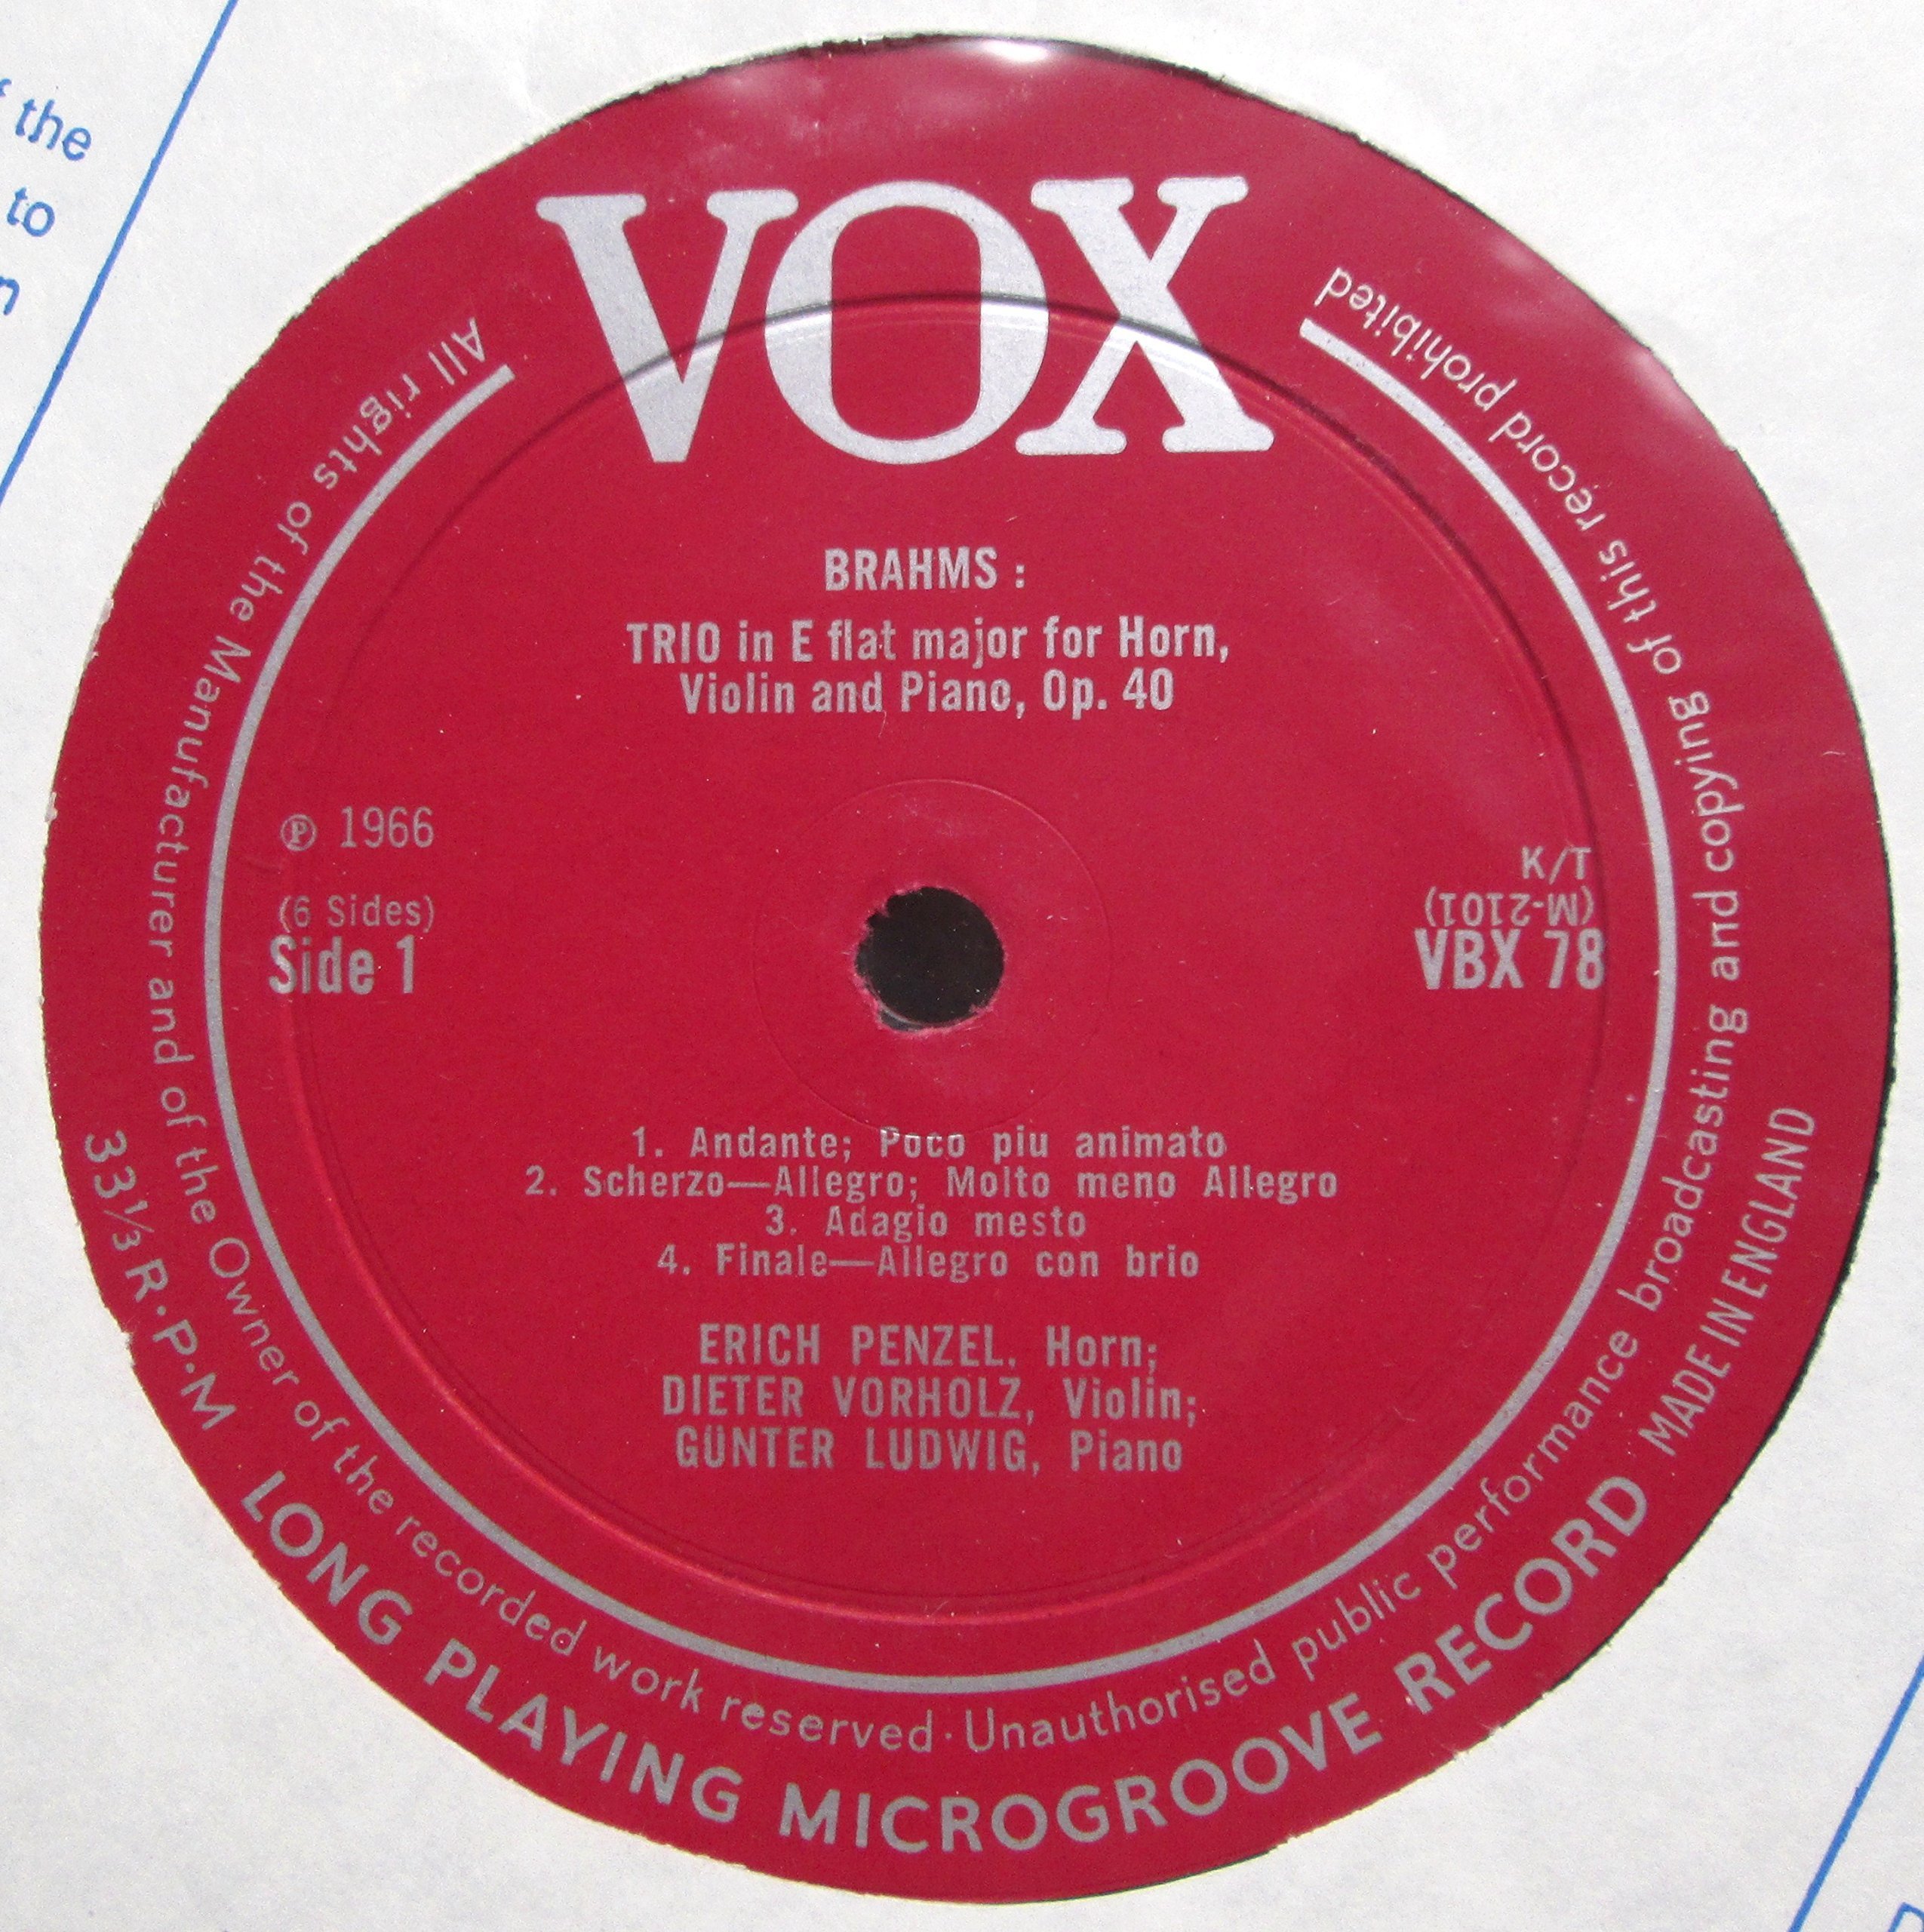 f the
to
n
VOX
BRAHMS :
TRIO in E flat major for Horn,
Violin and Piano, Op. 40
℗ 1966
(6 Sides)
Side 1
K/T
(M-2101)
VBX 78
1. Andante; Poco piu animato
2. Scherzo—Allegro; Molto meno Allegro
3. Adagio mesto
4. Finale—Allegro con brio
ERICH PENZEL. Horn;
DIETER VORHOLZ, Violin;
GÜNTER LUDWIG, Piano
All rights of the Manufacturer and of the Owner of the recorded work reserved · Unauthorised public performance broadcasting and copying of this record prohibited
33⅓ R·P·M LONG PLAYING MICROGROOVE RECORD MADE IN ENGLAND